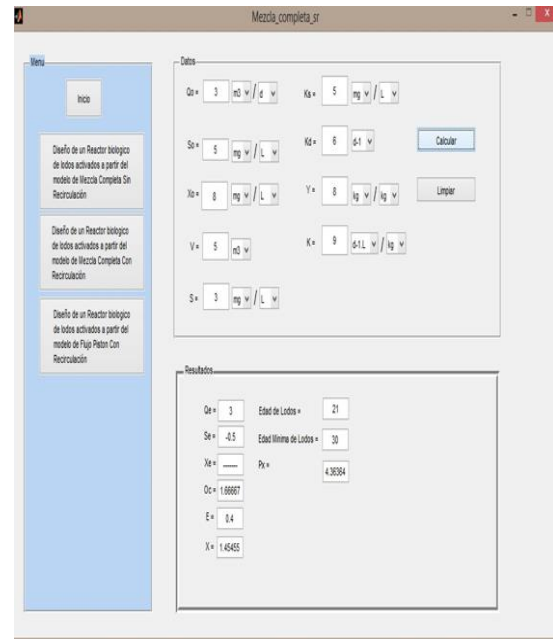 Mezcla_completa_sr
Menu
Inicio
Diseño de un Reactor biologico
de lodos activados a partir del
modelo de Mezcla Completa Sin
Recirculación
Diseño de un Reactor biologico
de lodos activados a partir del
modelo de Mezcla Completa Con
Recirculación
Diseño de un Reactor biologico
de lodos activados a partir del
modelo de Flujo Piston Con
Recirculación
Datos
Qo = 3 m3 / d
Ks = 5 mg / L
So = 5 mg / L
Kd = 6 d-1
Calcular
Xo = 8 mg / L
Y = 8 kg / kg
Limpiar
V = 5 m3
K = 9 d-1.L / kg
S = 3 mg / L
Resultados
Qe = 3
Edad de Lodos = 21
Se = -0.5
Edad Minima de Lodos = 30
Xe = -------
Px = 4.36364
Oc = 1.66667
E = 0.4
X = 1.45455